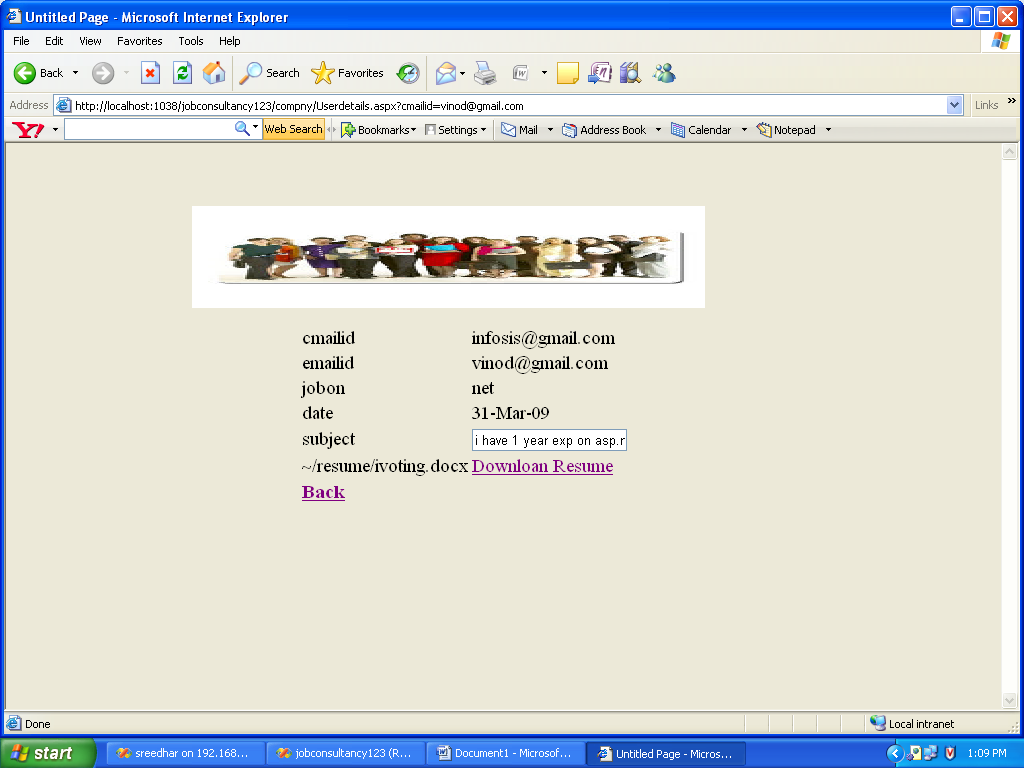 Untitled Page - Microsoft Internet Explorer
File Edit View Favorites Tools Help
Back Search Favorites
Address http://localhost:1038/jobconsultancy123/compny/Userdetails.aspx?cmailid=vinod@gmail.com Links »
Y! Web Search Bookmarks Settings Mail Address Book Calendar Notepad
cmailid infosis@gmail.com
emailid vinod@gmail.com
jobon net
date 31-Mar-09
subject i have 1 year exp on asp.r
~/resume/ivoting.docx Downloan Resume
Back
Done Local intranet
start sreedhar on 192.168... jobconsultancy123 (R... Document1 - Microsof... Untitled Page - Micros... 1:09 PM